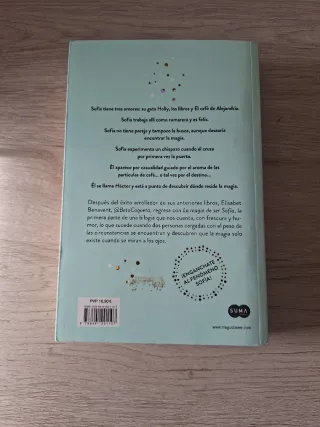 Sofía tiene tres amores: su gata Holly, los libros y El café de Alejandría.
Sofía trabaja allí como camarera y es feliz.
Sofía no tiene pareja y tampoco la busca, aunque desearía
encontrar la magia.
Sofía experimenta un chispazo cuando él cruza
por primera vez la puerta.
Él aparece por casualidad guiado por el aroma de las
partículas de café... o tal vez por el destino...
Él se llama Héctor y está a punto de descubrir dónde reside la magia.
Después del éxito arrollador de sus anteriores libros, Elísabet
Benavent, @BetaCoqueta, regresa con La magia de ser Sofía, la
primera parte de una bilogía que nos cuenta, con frescura y hu-
mor, lo que sucede cuando dos personas cargadas con el peso de
las circunstancias se encuentran y descubren que la magia solo
existe cuando se miran a los ojos.
¡ENGÁNCHATE
AL FENÓMENO
SOFÍA!
PVP 16,90 €
SUMA